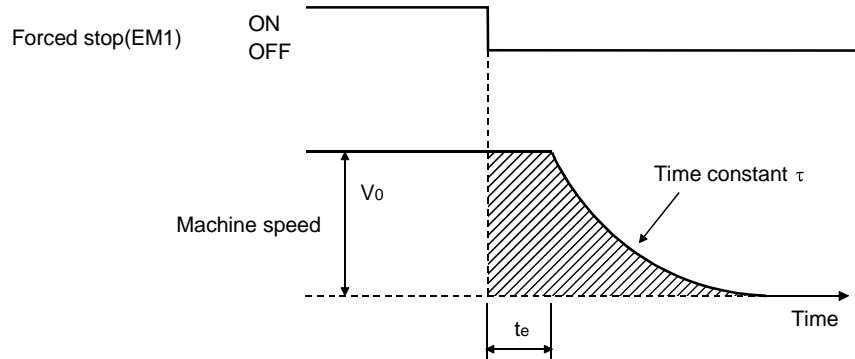 Forced stop(EM1)
ON
OFF
Machine speed
V0
Time constant τ
Time
te